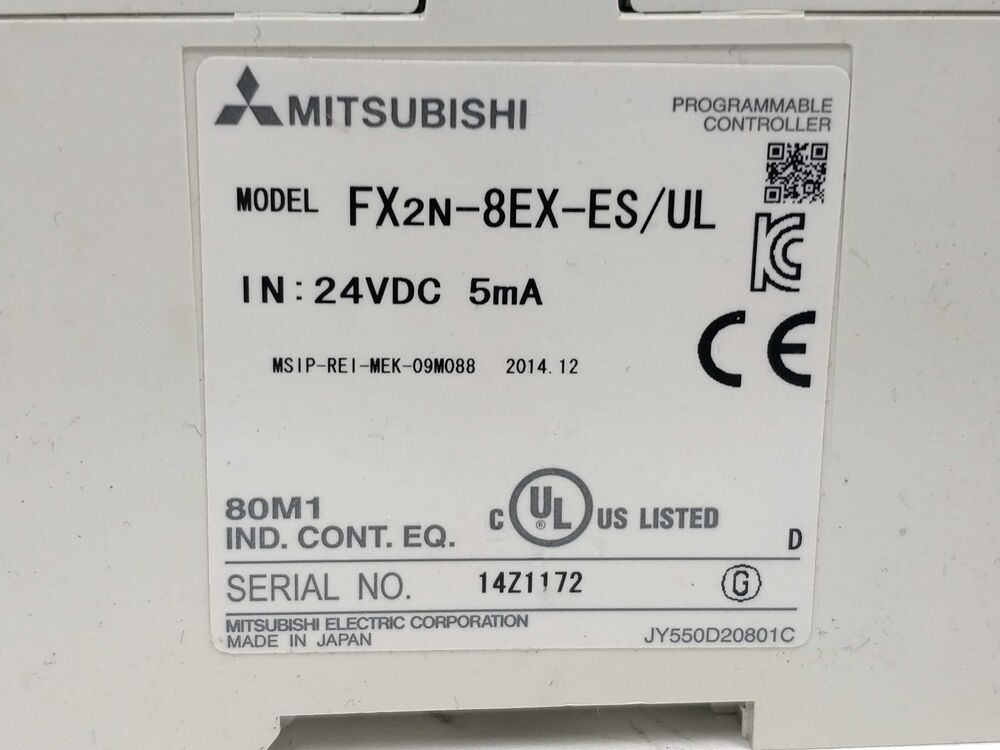 MITSUBISHI
PROGRAMMABLE
CONTROLLER
MODEL FX2N-8EX-ES/UL
IN: 24VDC 5mA
MSIP-REI-MEK-09M088 2014.12
CE
80M1
IND. CONT. EQ.
C UL® US LISTED
D
SERIAL NO. 14Z1172 G
MITSUBISHI ELECTRIC CORPORATION
MADE IN JAPAN
JY550D20801C